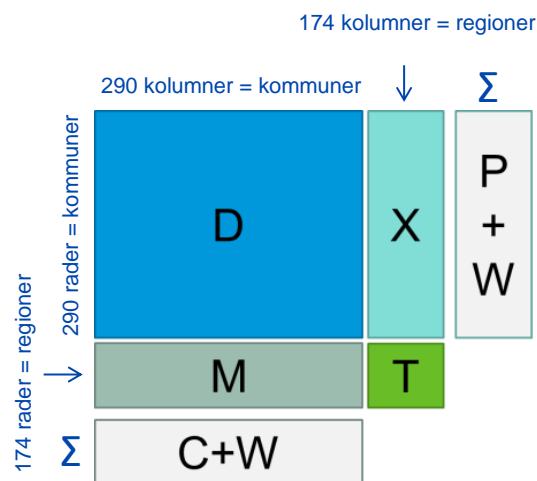 174 kolumner = regioner
290 kolumner = kommuner
Σ
290 rader = kommuner
D
X
P
+
W
174 rader = regioner
M
T
Σ
C+W